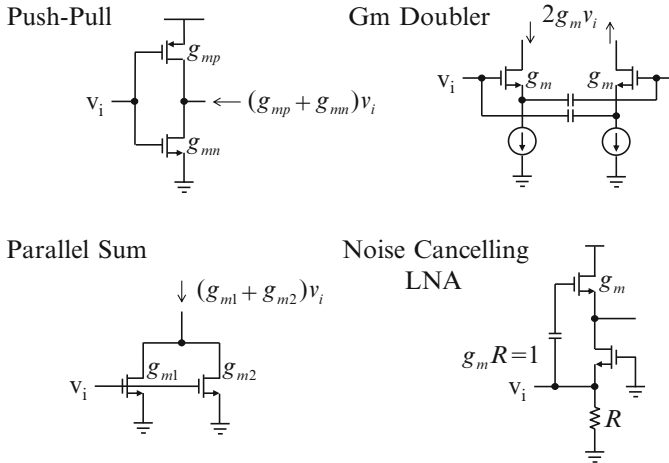 Push-Pull
g_mp
v_i
(g_mp + g_mn)v_i
g_mn
Gm Doubler
2g_m v_i
v_i
g_m
g_m
Parallel Sum
(g_m1 + g_m2)v_i
v_i
g_m1
g_m2
Noise Cancelling
LNA
g_m
g_m R=1
v_i
R